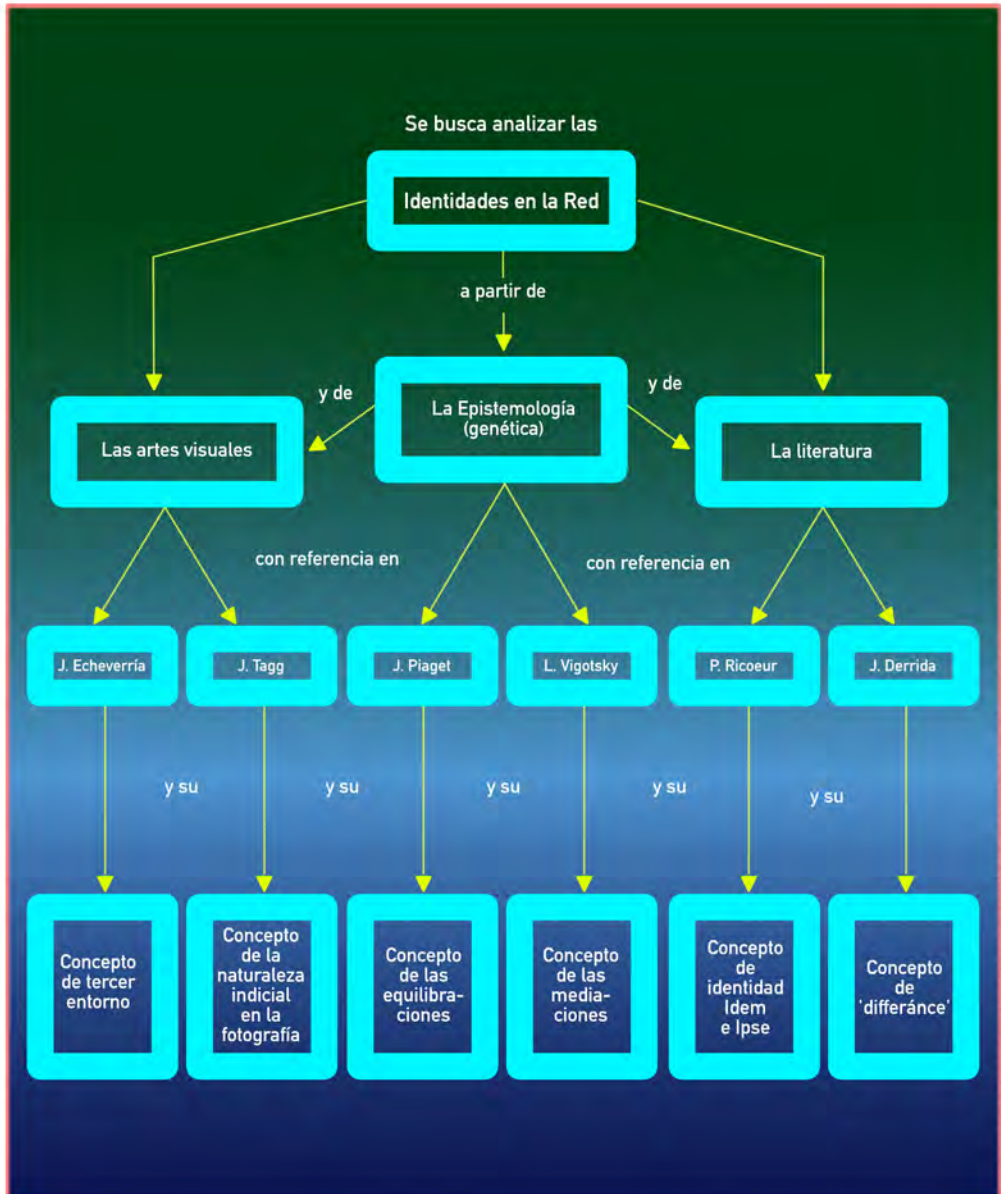 Se busca analizar las
Identidades en la Red
a partir de
y de
y de
Las artes visuales
La Epistemología
(genética)
La literatura
con referencia en
con referencia en
J. Echeverría
J. Tagg
J. Piaget
L. Vigotsky
P. Ricoeur
J. Derrida
y su
y su
y su
y su
y su
Concepto
de tercer
entorno
Concepto
de la
naturaleza
indicial
en la
fotografía
Concepto
de las
equilibra-
ciones
Concepto
de las
media-
ciones
Concepto
de
identidad
Idem
e Ipse
Concepto
de
'differánce'